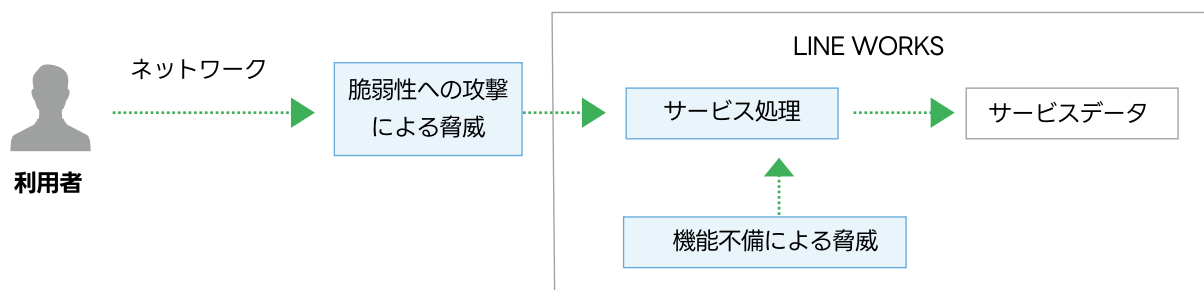 LINE WORKS
ネットワーク
脆弱性への攻撃
による脅威
サービス処理
サービスデータ
利用者
機能不備による脅威